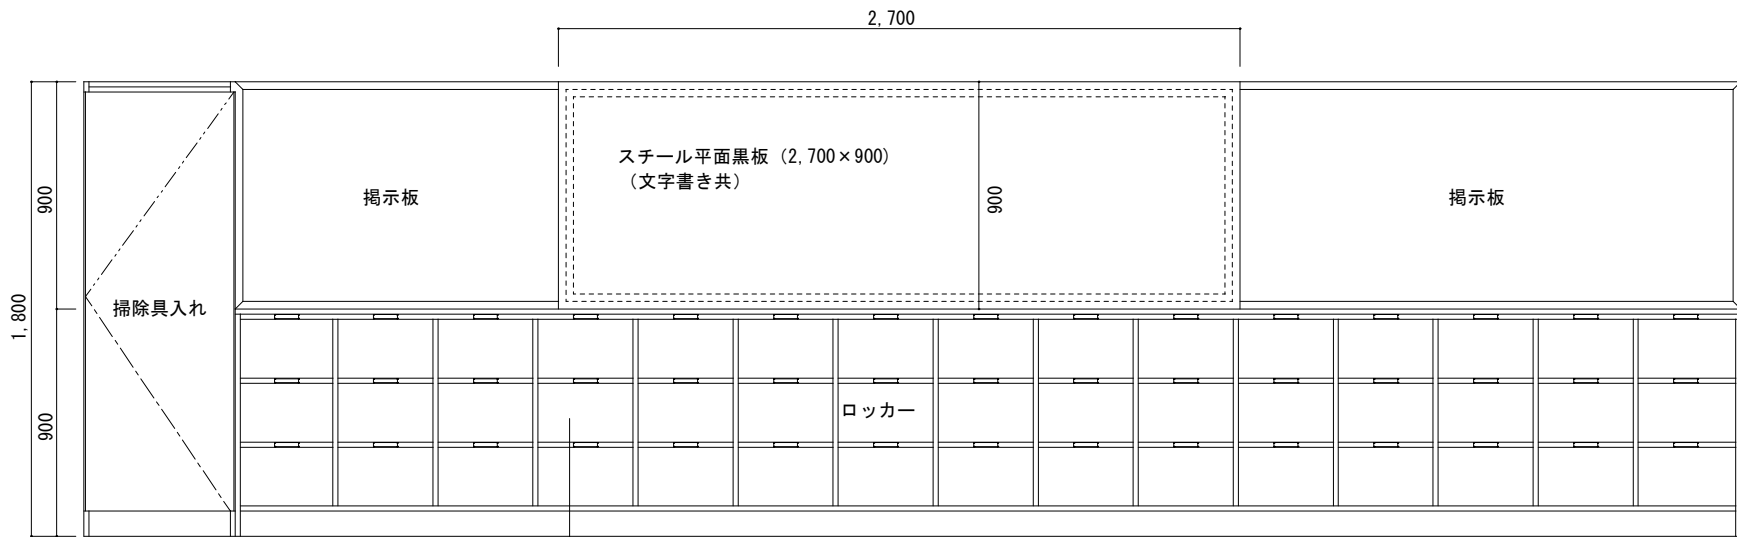 2,700
スチール平面黒板（2,700×900）
（文字書き共）
900
掲示板
900
掲示板
掃除具入れ
1,800
ロッカー
900